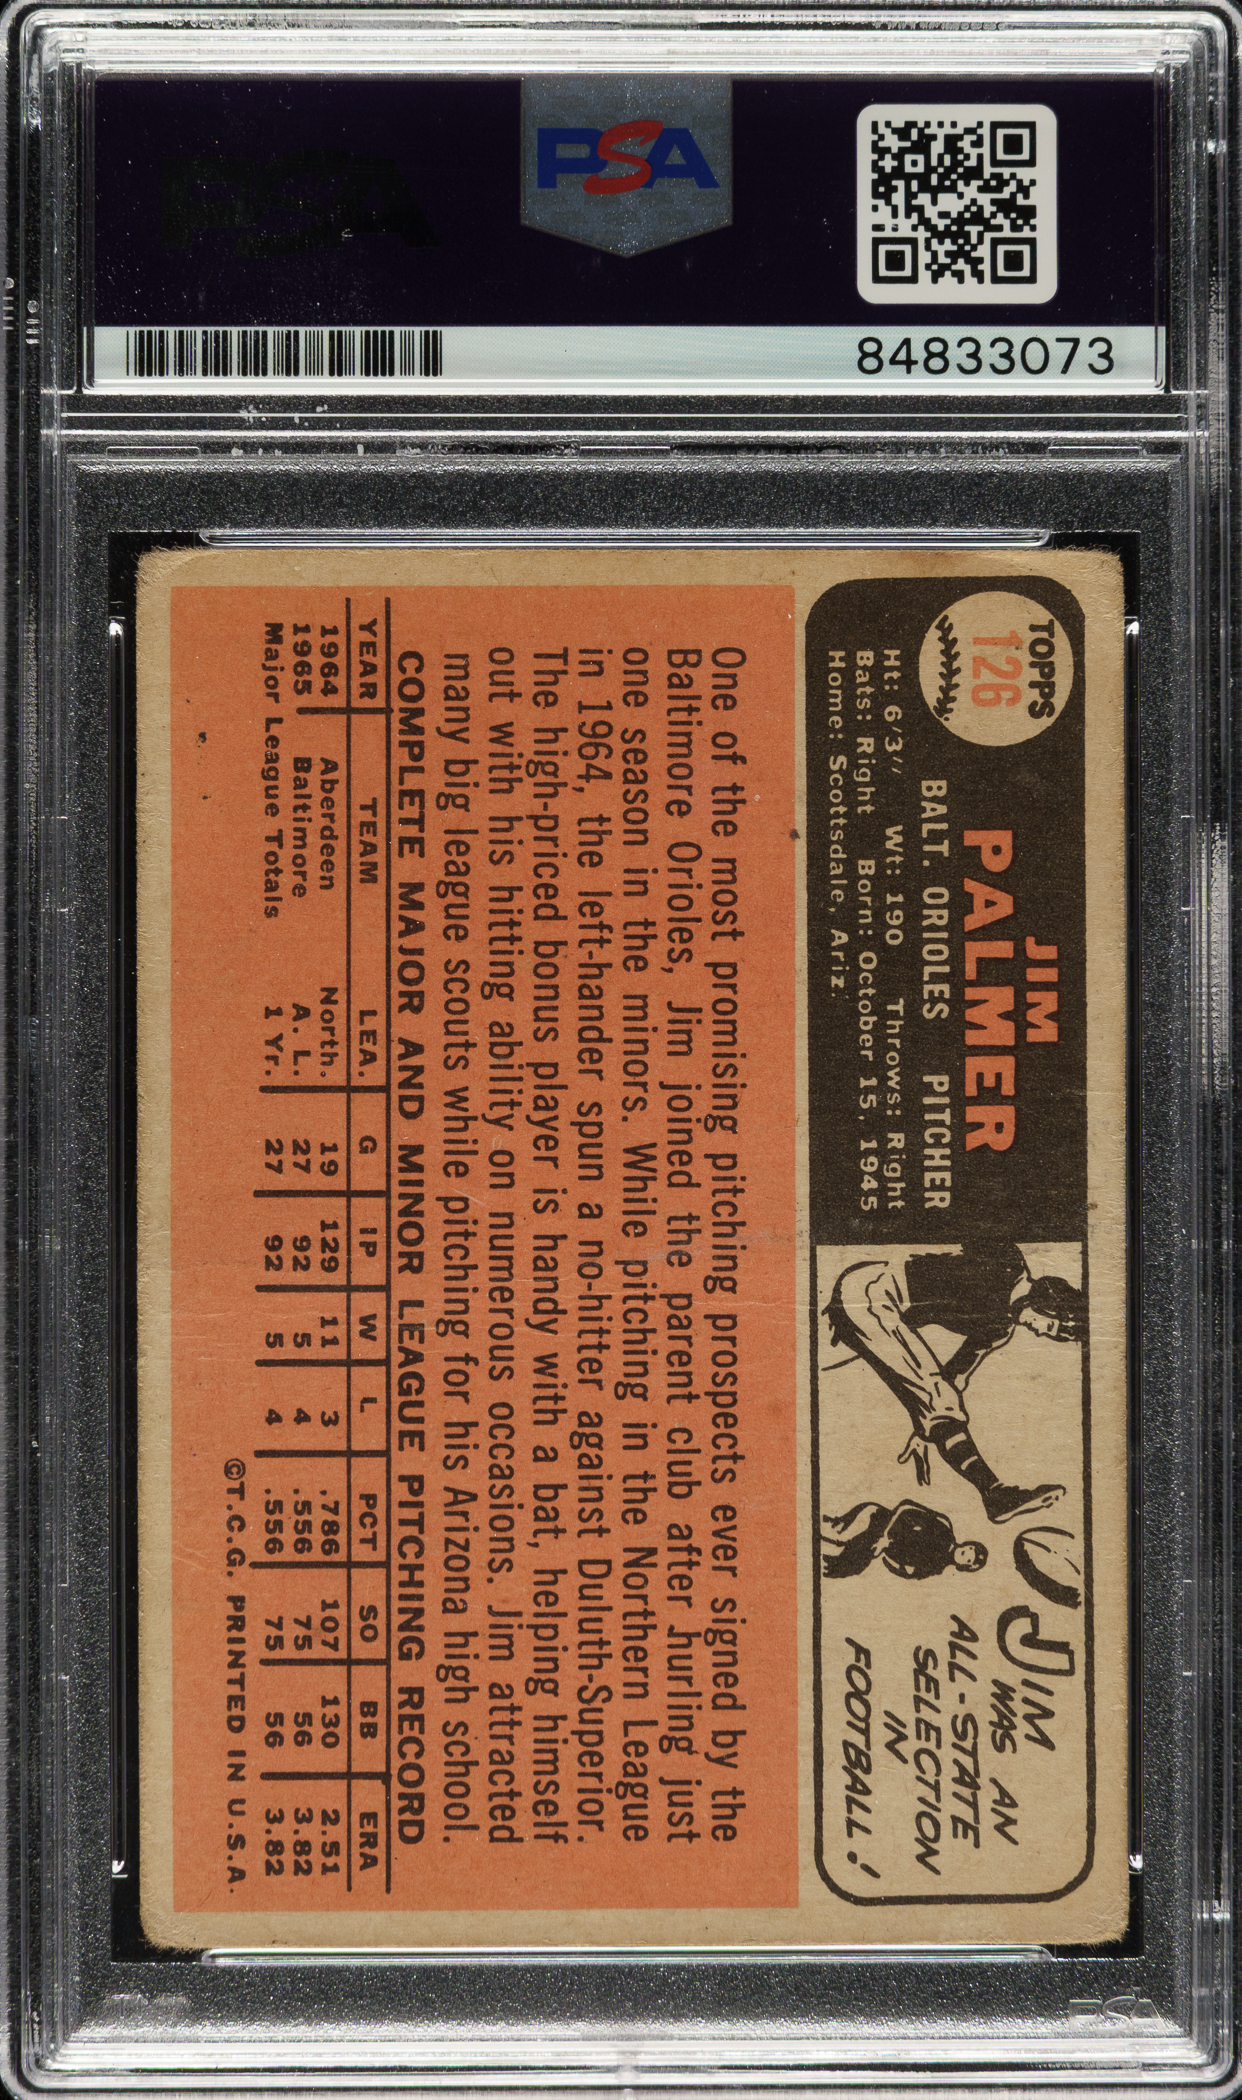 PSA
PSA
84833073
TOPPS
126
JIM
PALMER
BALT. ORIOLES PITCHER
Ht: 6'3" Wt: 190 Throws: Right
Bats: Right Born: October 15, 1945
Home: Scottsdale, Ariz.
JIM
WAS AN
ALL-STATE
SELECTION
IN
FOOTBALL!
One of the most promising pitching prospects ever signed by the
Baltimore Orioles, Jim joined the parent club after hurling just
one season in the minors. While pitching in the Northern League
in 1964, the left-hander spun a no-hitter against Duluth-Superior.
The high-priced bonus player is handy with a bat, helping himself
out with his hitting ability on numerous occasions. Jim attracted
many big league scouts while pitching for his Arizona high school.
COMPLETE MAJOR AND MINOR LEAGUE PITCHING RECORD
YEAR TEAM LEA. G IP W L PCT SO BB ERA
1964 Aberdeen North. 19 129 11 3 .786 107 130 2.51
1965 Baltimore A. L. 27 92 5 4 .556 75 56 3.82
Major League Totals 1 Yr. 27 92 5 4 .556 75 56 3.82
©T.C.G. PRINTED IN U.S.A.
PSA